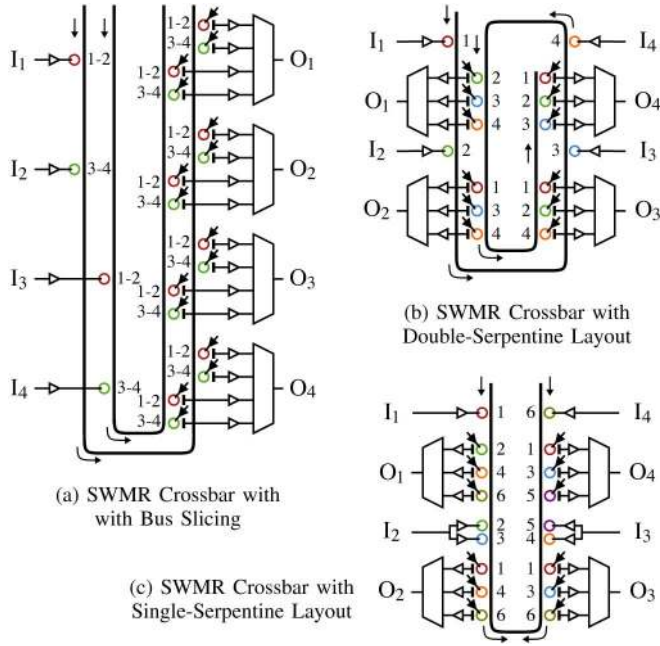 1-2
3-4
I1
1-2
1-2
3-4
O1
1-2
3-4
I2
3-4
1-2
3-4
O2
1-2
3-4
I3
1-2
1-2
3-4
O3
1-2
3-4
I4
3-4
1-2
3-4
O4
(a) SWMR Crossbar with
with Bus Slicing
I1
1
4
I4
2
1
O1
3
2
O4
4
3
I2
2
3
I3
1
1
O2
3
2
O3
4
4
(b) SWMR Crossbar with
Double-Serpentine Layout
I1
1
6
I4
2
1
O1
4
3
O4
6
5
I2
2
5
I3
3
4
1
1
O2
4
3
O3
6
6
(c) SWMR Crossbar with
Single-Serpentine Layout